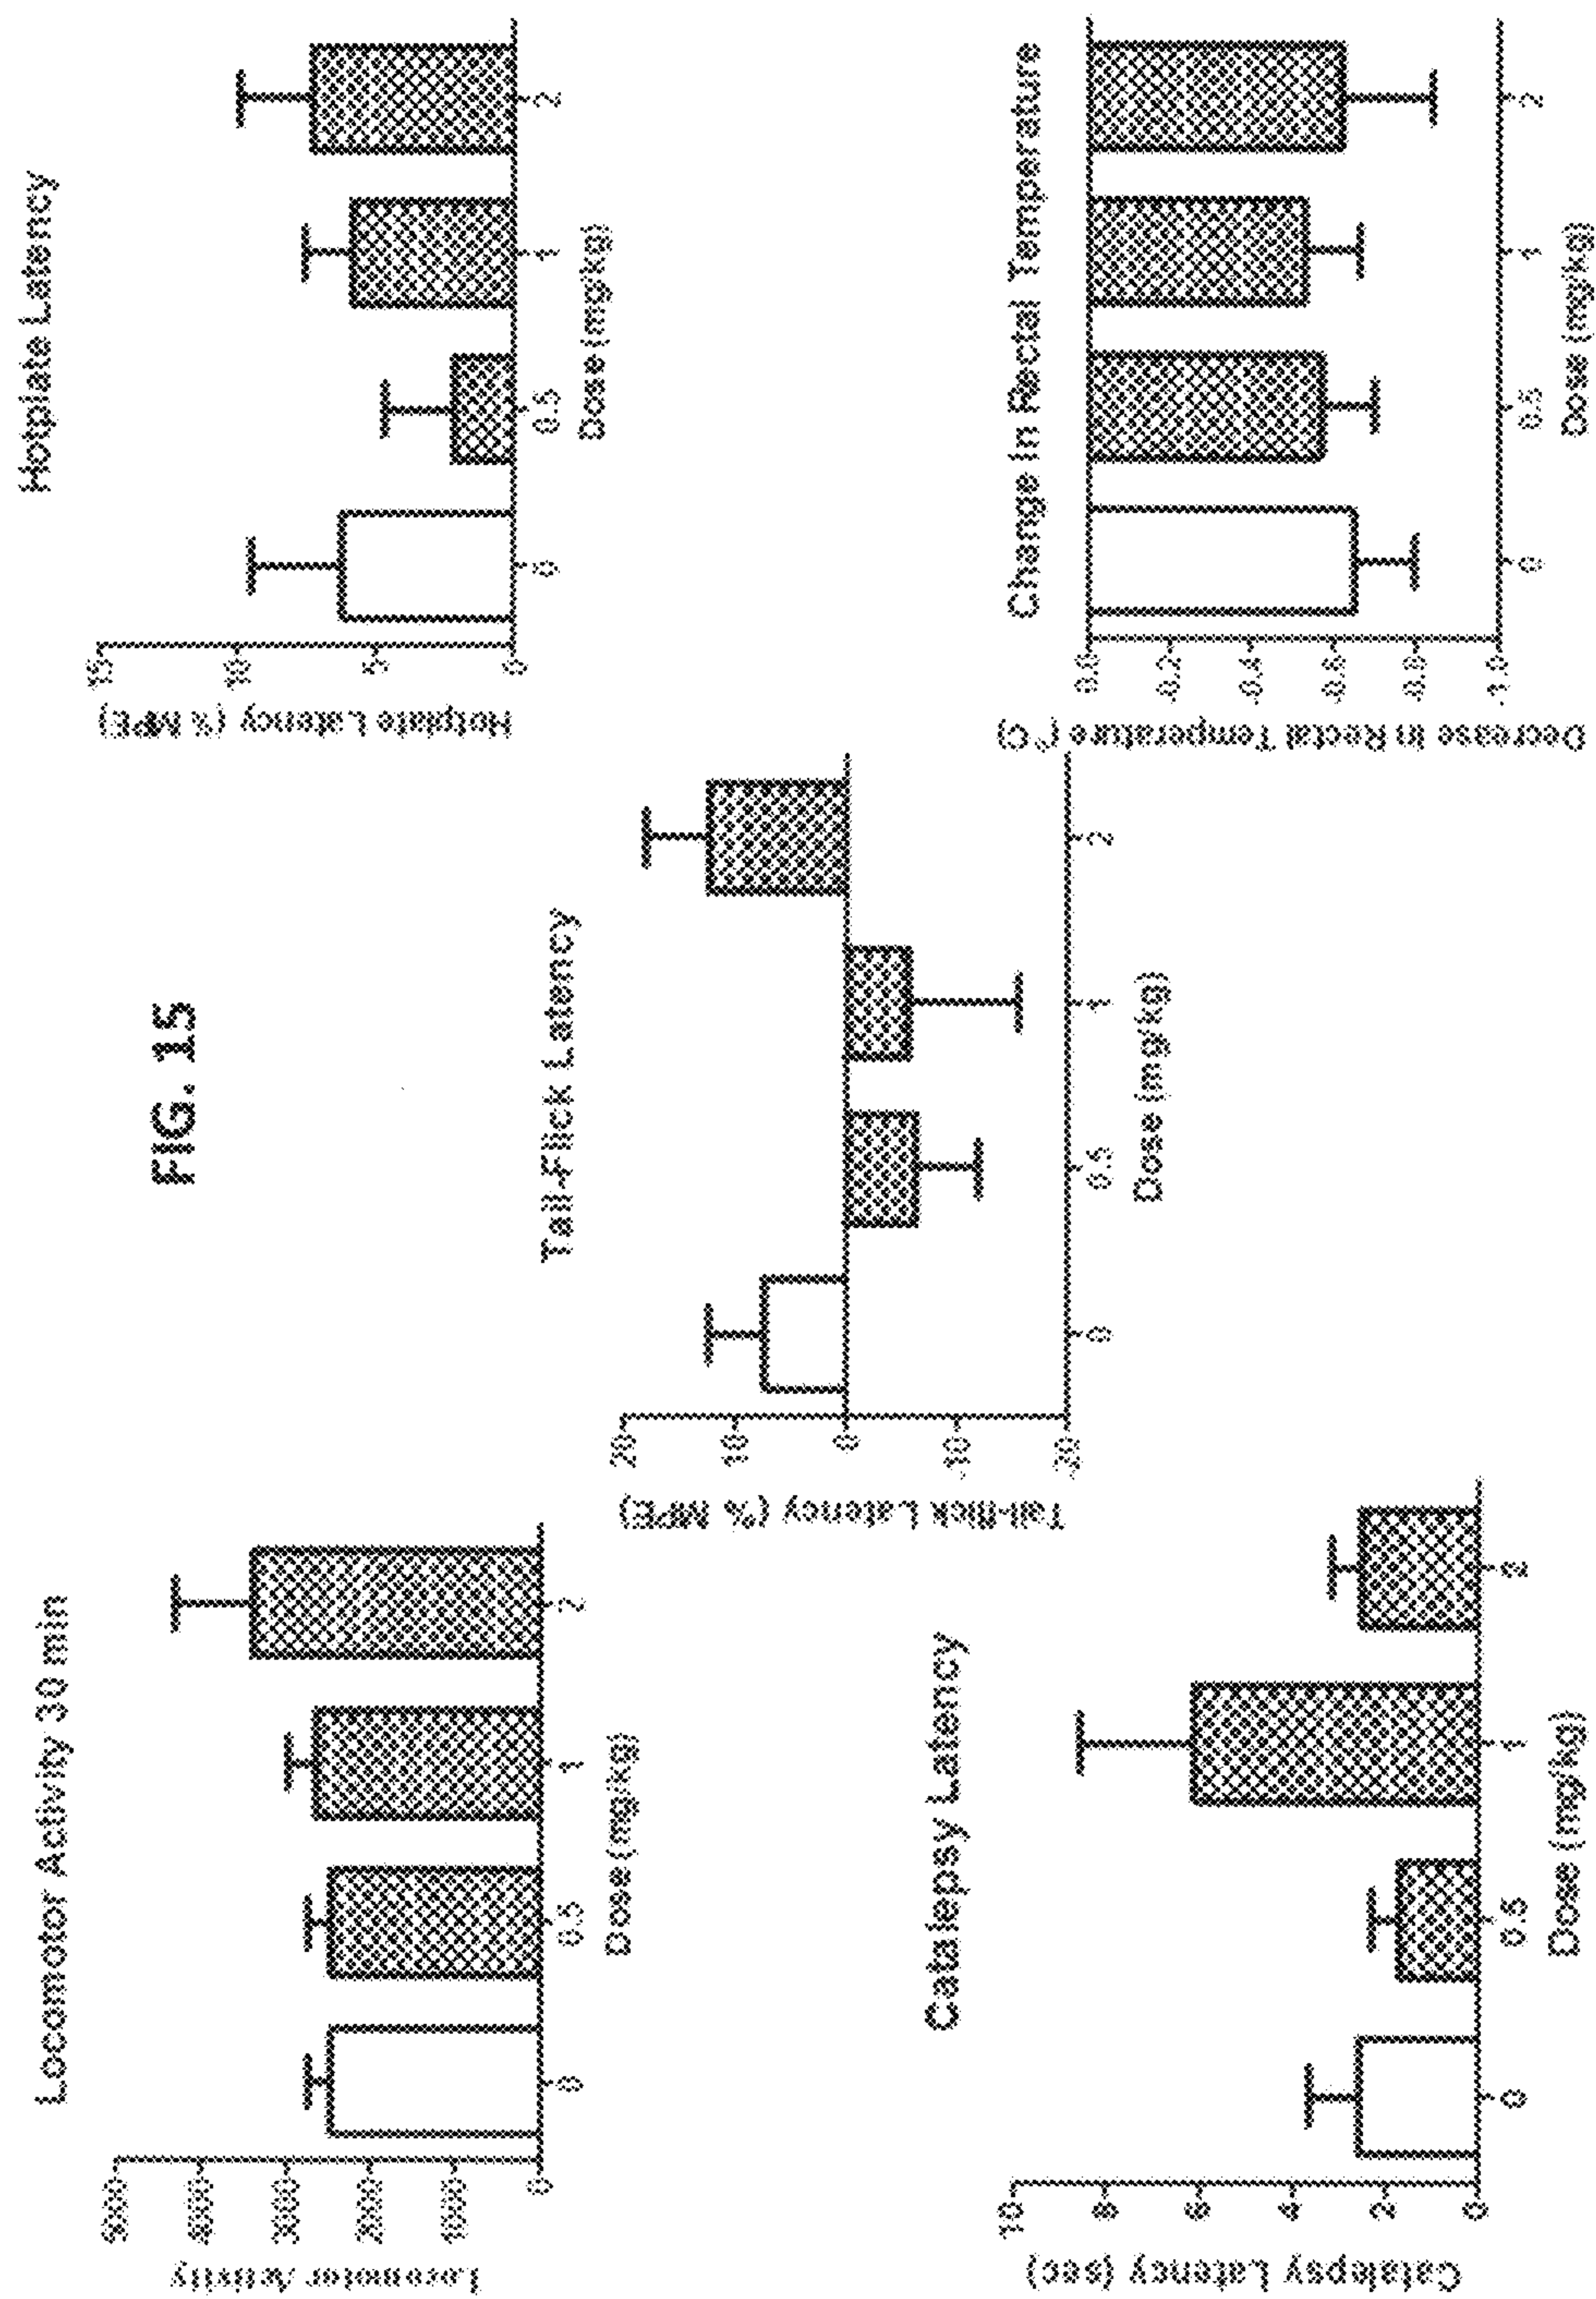 FIG. 15
Locomotor Activity 30 min
Locomotor Activity
5000
4000
3000
2000
1000
0
0 0.5 1 2
Dose (mg/kg)
Catalepsy Latency
Catalepsy Latency (sec)
10
8
6
4
2
0
0 0.5 1 2
Dose (mg/kg)
Tail-Flick Latency
Tail-flick Latency (% MPE)
20
10
0
-10
-20
0 0.5 1 2
Dose (mg/kg)
Hotplate Latency
Hotplate Latency (% MPE)
15
10
5
0
0 0.5 1 2
Dose (mg/kg)
Change in Rectal Temperature
Decrease in Rectal Temperature (°C)
0.0
-0.2
-0.4
-0.6
-0.8
-1.0
0 0.5 1 2
Dose (mg/kg)